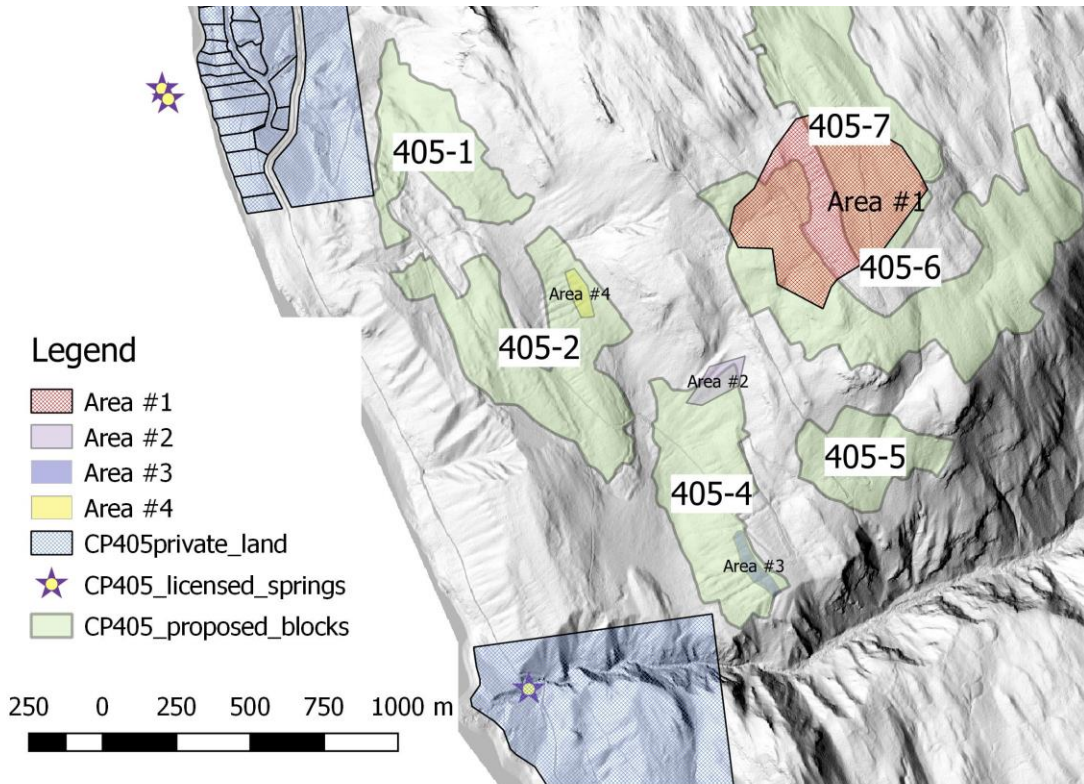 405-7
405-1
Area #1
405-6
Area #4
405-2
Area #2
405-5
405-4
Area #3
Legend
Area #1
Area #2
Area #3
Area #4
CP405private_land
CP405_licensed_springs
CP405_proposed_blocks
250 0 250 500 750 1000 m